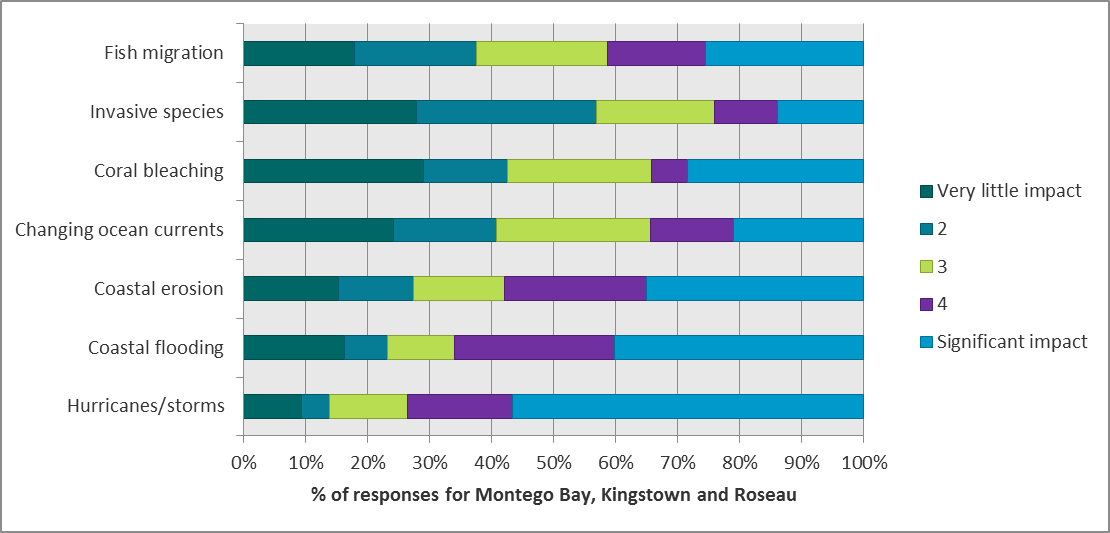 Fish migration
Invasive species
Coral bleaching
Changing ocean currents
Coastal erosion
Coastal flooding
Hurricanes/storms
0% 10% 20% 30% 40% 50% 60% 70% 80% 90% 100%
% of responses for Montego Bay, Kingstown and Roseau
Very little impact
2
3
4
Significant impact